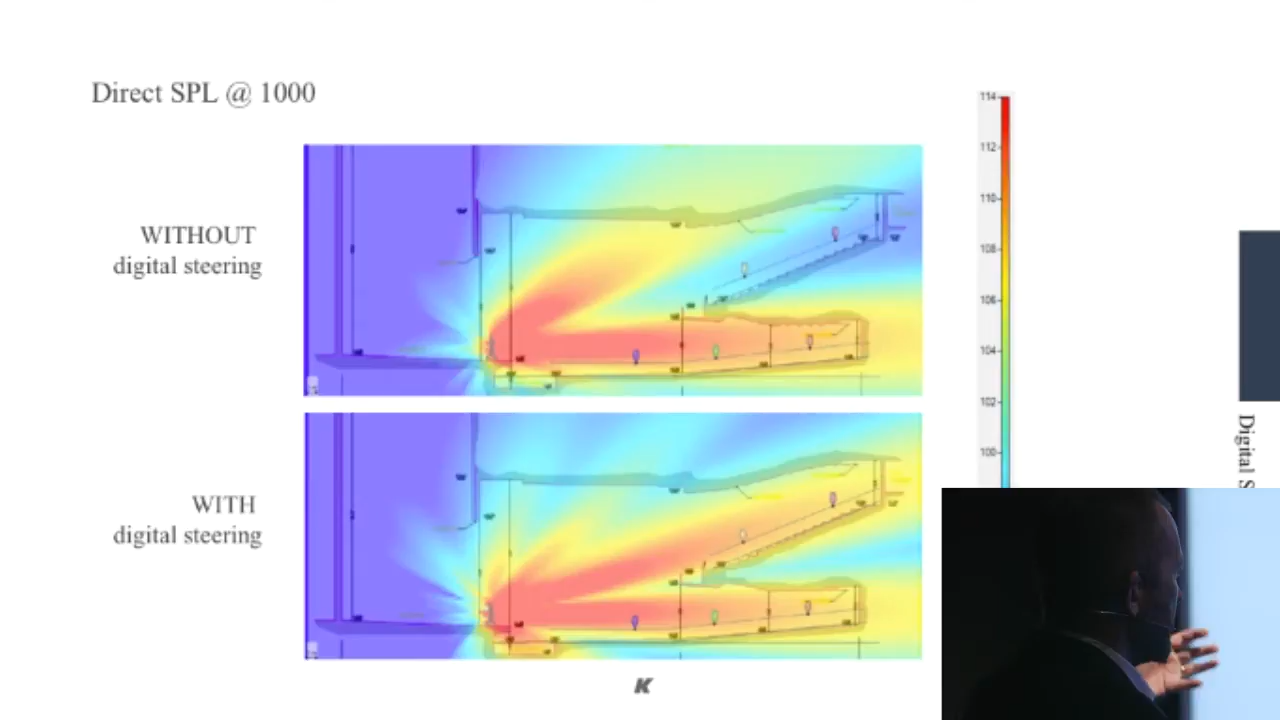 Direct SPL @ 1000
WITHOUT
digital steering
WITH
digital steering
114
112
110
108
106
104
102
100
K
Digital S